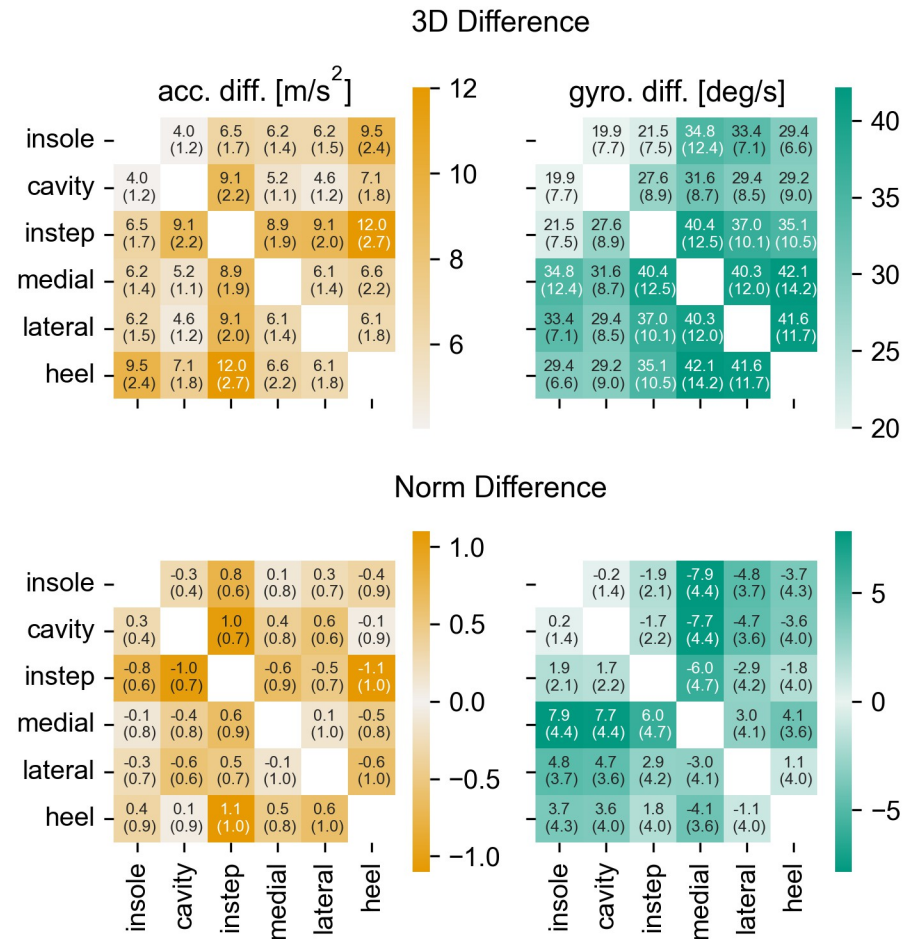 3D Difference
acc. diff. [m/s²]
gyro. diff. [deg/s]
insole
4.0 6.5 6.2 6.2 9.5
(1.2) (1.7) (1.4) (1.5) (2.4)
cavity
4.0 9.1 5.2 4.6 7.1
(1.2) (2.2) (1.1) (1.2) (1.8)
instep
6.5 9.1 8.9 9.1 12.0
(1.7) (2.2) (1.9) (2.0) (2.7)
medial
6.2 5.2 8.9 6.1 6.6
(1.4) (1.1) (1.9) (1.4) (2.2)
lateral
6.2 4.6 9.1 6.1 6.1
(1.5) (1.2) (2.0) (1.4) (1.8)
heel
9.5 7.1 12.0 6.6 6.1
(2.4) (1.8) (2.7) (2.2) (1.8)
12
10
8
6
19.9 21.5 34.8 33.4 29.4
(7.7) (7.5) (12.4) (7.1) (6.6)
19.9 27.6 31.6 29.4 29.2
(7.7) (8.9) (8.7) (8.5) (9.0)
21.5 27.6 40.4 37.0 35.1
(7.5) (8.9) (12.5) (10.1) (10.5)
34.8 31.6 40.4 40.3 42.1
(12.4) (8.7) (12.5) (12.0) (14.2)
33.4 29.4 37.0 40.3 41.6
(7.1) (8.5) (10.1) (12.0) (11.7)
29.4 29.2 35.1 42.1 41.6
(6.6) (9.0) (10.5) (14.2) (11.7)
40
35
30
25
20
Norm Difference
insole
-0.3 0.8 0.1 0.3 -0.4
(0.4) (0.6) (0.8) (0.7) (0.9)
cavity
0.3 1.0 0.4 0.6 -0.1
(0.4) (0.7) (0.8) (0.6) (0.9)
instep
-0.8 -1.0 -0.6 -0.5 -1.1
(0.6) (0.7) (0.9) (0.7) (1.0)
medial
-0.1 -0.4 0.6 0.1 -0.5
(0.8) (0.8) (0.9) (1.0) (0.8)
lateral
-0.3 -0.6 0.5 -0.1 -0.6
(0.7) (0.6) (0.7) (1.0) (1.0)
heel
0.4 0.1 1.1 0.5 0.6
(0.9) (0.9) (1.0) (0.8) (1.0)
1.0
0.5
0.0
−0.5
−1.0
-0.2 -1.9 -7.9 -4.8 -3.7
(1.4) (2.1) (4.4) (3.7) (4.3)
0.2 -1.7 -7.7 -4.7 -3.6
(1.4) (2.2) (4.4) (3.6) (4.0)
1.9 1.7 -6.0 -2.9 -1.8
(2.1) (2.2) (4.7) (4.2) (4.0)
7.9 7.7 6.0 3.0 4.1
(4.4) (4.4) (4.7) (4.1) (3.6)
4.8 4.7 2.9 -3.0 1.1
(3.7) (3.6) (4.2) (4.1) (4.0)
3.7 3.6 1.8 -4.1 -1.1
(4.3) (4.0) (4.0) (3.6) (4.0)
5
0
−5
insole
cavity
instep
medial
lateral
heel
insole
cavity
instep
medial
lateral
heel